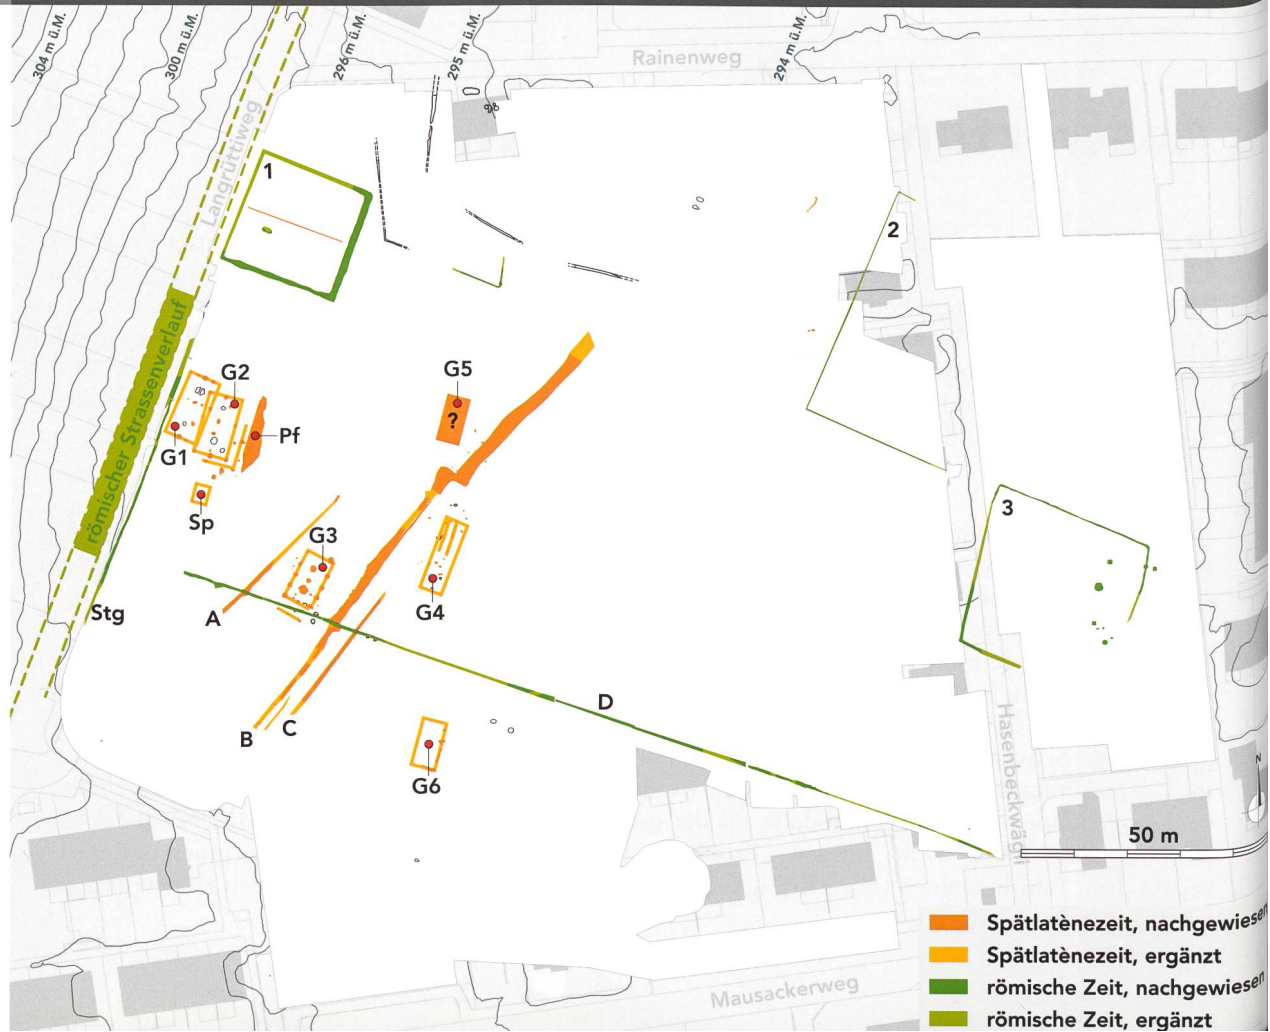 304 m ü.M.
300 m ü.M.
296 m ü.M.
295 m ü.M.
294 m ü.M.
Rainenweg
Langrüttiweg
1
2
römischer Strassenverlauf
G2
G5
?
G1
Pf
Sp
3
G3
A
G4
Stg
D
B
C
G6
Hasenbeckwägli
N
50 m
Spätlatènezeit, nachgewiesen
Spätlatènezeit, ergänzt
römische Zeit, nachgewiesen
römische Zeit, ergänzt
Mausackerweg